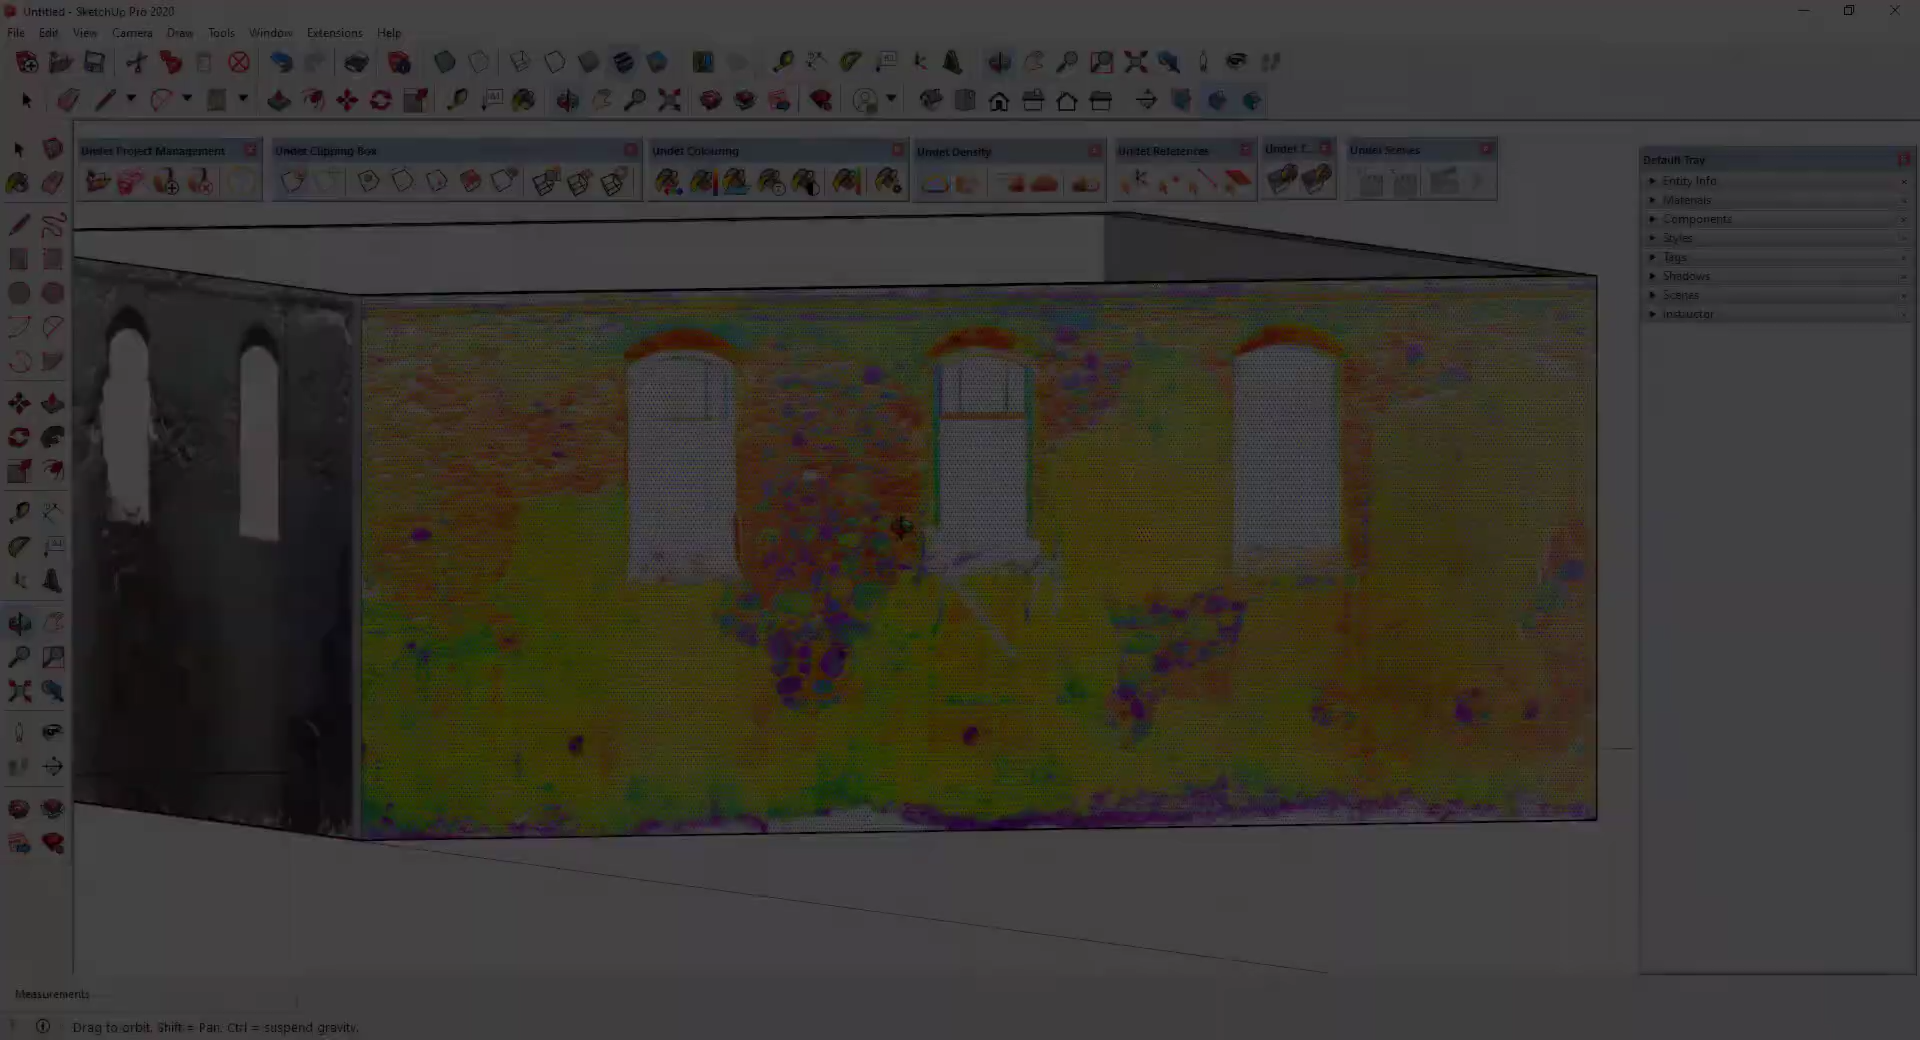 Untitled - SketchUp Pro 2020
File Edit View Camera Draw Tools Window Extensions Help
Undet Project Management
Undet Clipping Box
Undet Colouring
Undet Density
Undet References
Undet T...
Undet Scenes
Default Tray
Entity Info
Materials
Components
Styles
Tags
Shadows
Scenes
Instructor
Measurements
Drag to orbit. Shift = Pan, Ctrl = suspend gravity.